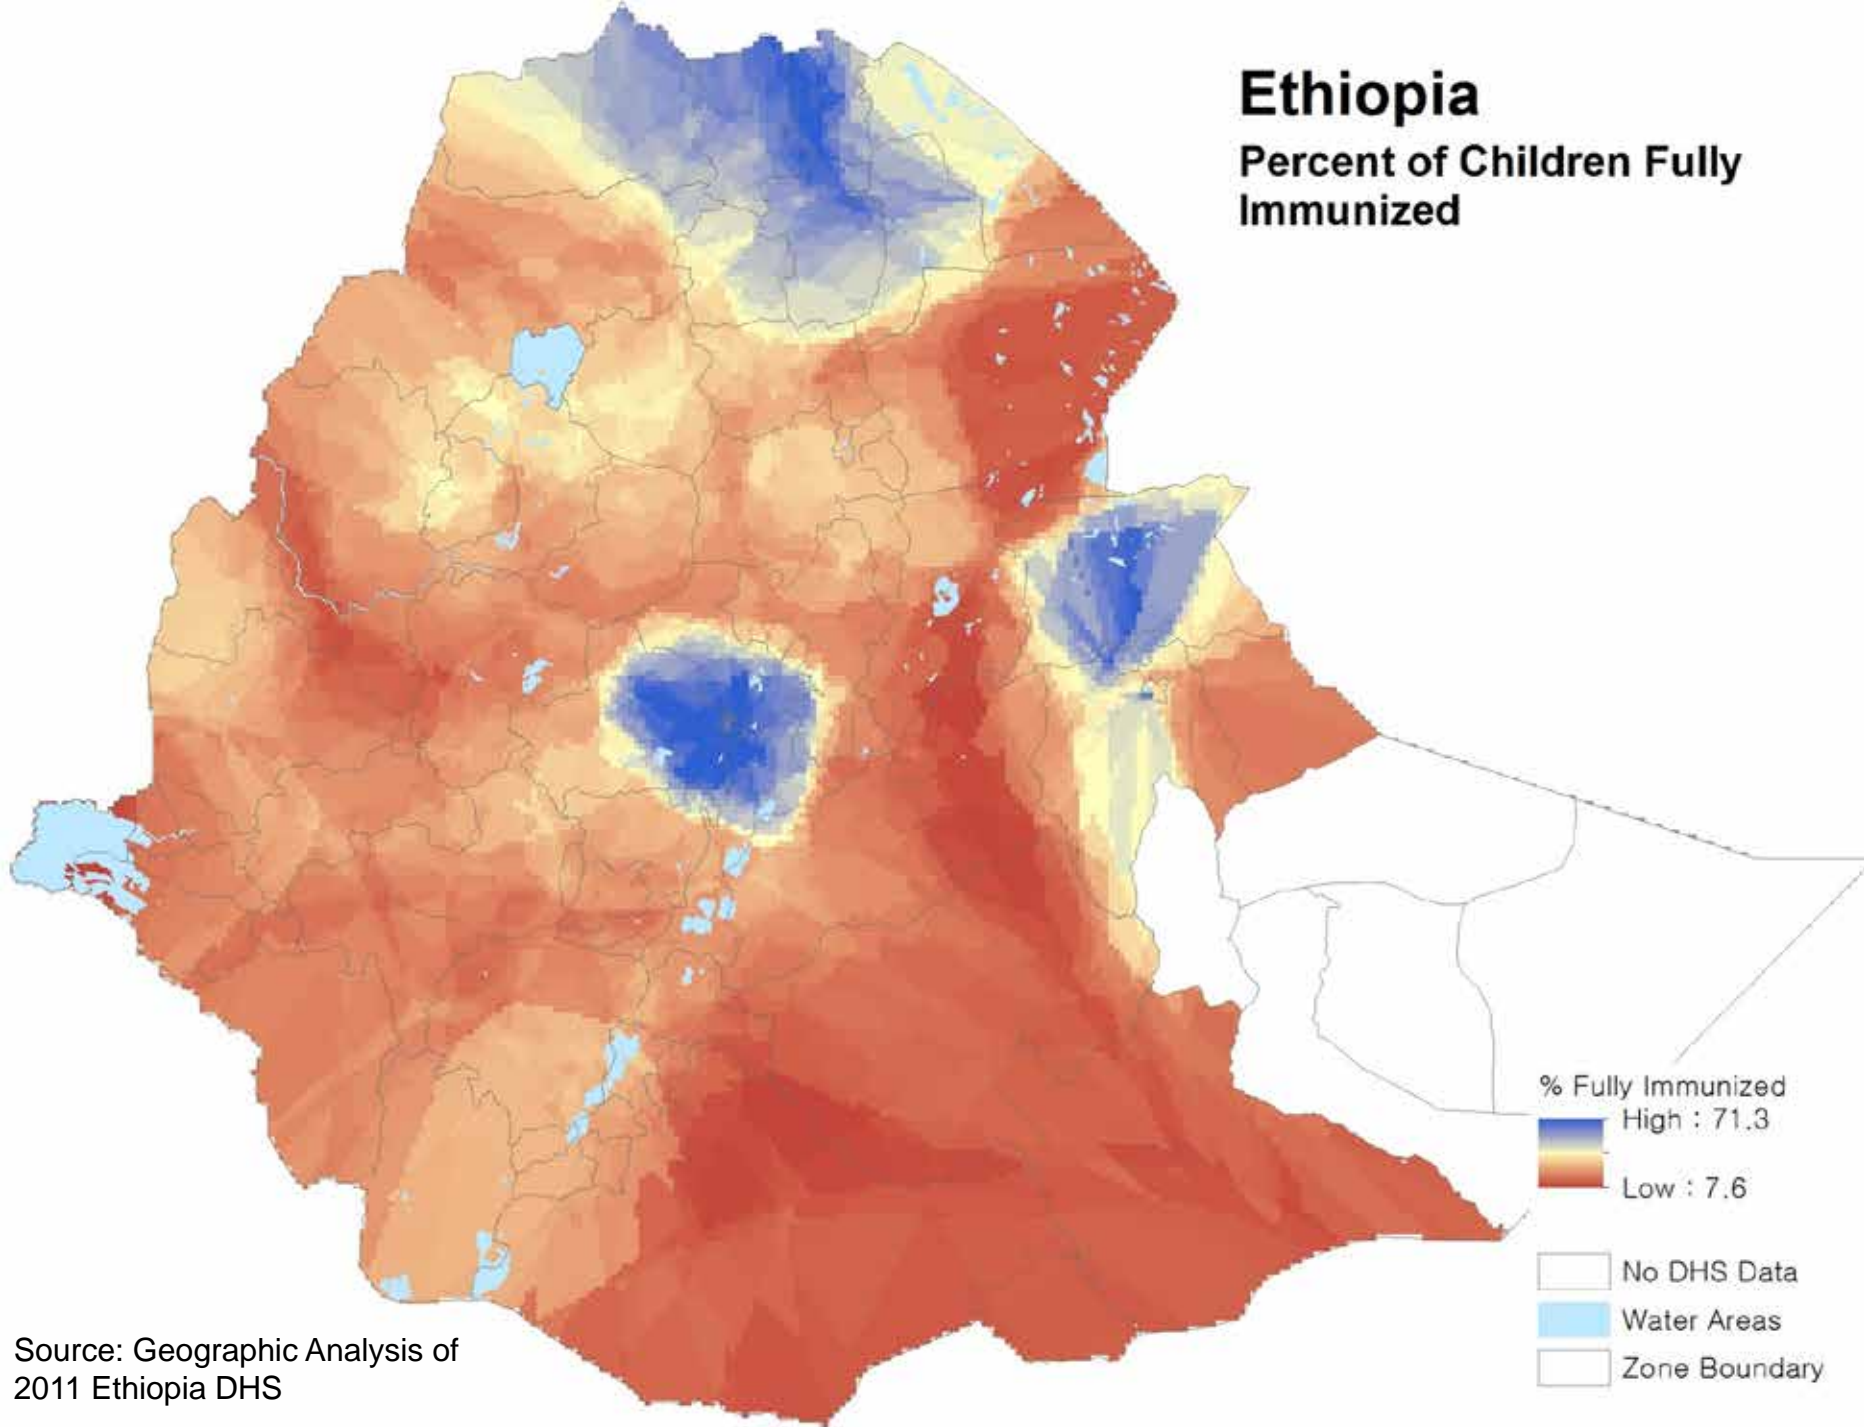 Ethiopia
Percent of Children Fully
Immunized
% Fully Immunized
High : 71.3
Low : 7.6
No DHS Data
Water Areas
Zone Boundary
Source: Geographic Analysis of
2011 Ethiopia DHS